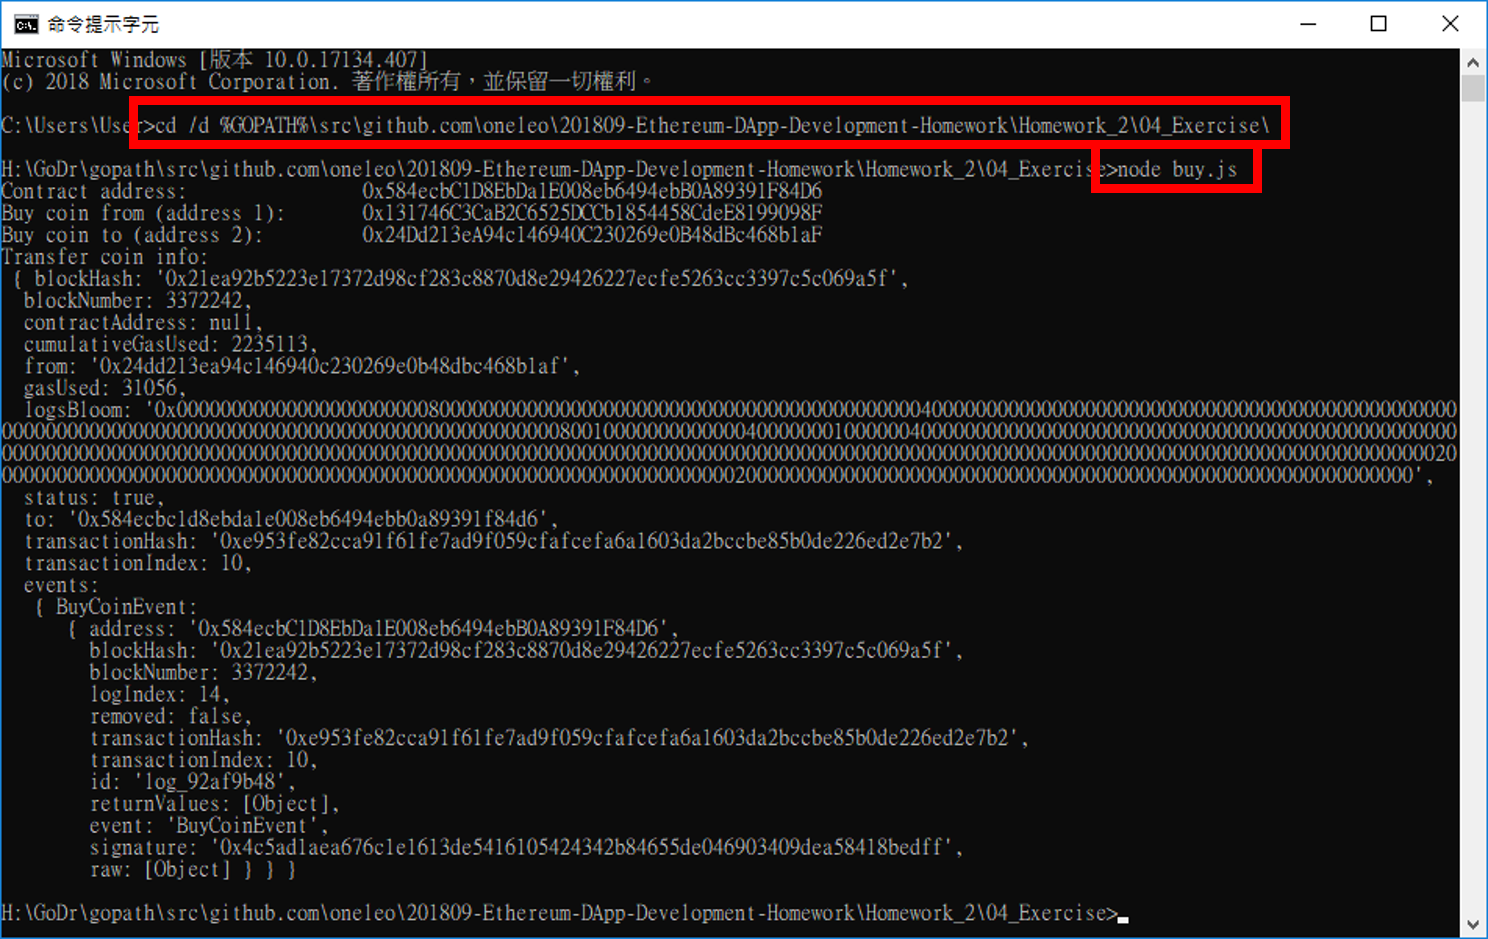 命令提示字元
Microsoft Windows [版本 10.0.17134.407]
(c) 2018 Microsoft Corporation. 著作權所有，並保留一切權利。
C:\Users\User>cd /d %GOPATH%\src\github.com\oneleo\201809-Ethereum-DApp-Development-Homework\Homework_2\04_Exercise\
H:\GoDr\gopath\src\github.com\oneleo\201809-Ethereum-DApp-Development-Homework\Homework_2\04_Exercise>node buy.js
Contract address: 0x584ecbC1D8EbDa1E008eb6494ebB0A89391F84D6
Buy coin from (address 1): 0x131746C3CaB2C6525DCCb1854458CdeE8199098F
Buy coin to (address 2): 0x24Dd213eA94c146940C230269e0B48dBc468b1aF
Transfer coin info:
{ blockHash: '0x21ea92b5223e17372d98cf283c8870d8e29426227ecfe5263cc3397c5c069a5f',
blockNumber: 3372242,
contractAddress: null,
cumulativeGasUsed: 2235113,
from: '0x24dd213ea94c146940c230269e0b48dbc468b1af',
gasUsed: 31056,
logsBloom: '0x000000000000000000000008000000000000000000000000000000000000000000004000000000000000000000000000000000000000000000000
0000000000000000000000000000000000000000000000000008001000000000000040000000100000040000000000000000000000000000000000000000000000000
0000000000000000000000000000000000000000000000000000000000000000000000000000000000000000000000000000000000000000000000000000000000020
000000000000000000000000000000000000000000000000000000000000000000020000000000000000000000000000000000000000000000000000000000000',
status: true,
to: '0x584ecbc1d8ebda1e008eb6494ebb0a89391f84d6',
transactionHash: '0xe953fe82cca91f61fe7ad9f059cfafcefa6a1603da2bccbe85b0de226ed2e7b2',
transactionIndex: 10,
events:
{ BuyCoinEvent:
{ address: '0x584ecbC1D8EbDa1E008eb6494ebB0A89391F84D6',
blockHash: '0x21ea92b5223e17372d98cf283c8870d8e29426227ecfe5263cc3397c5c069a5f',
blockNumber: 3372242,
logIndex: 14,
removed: false,
transactionHash: '0xe953fe82cca91f61fe7ad9f059cfafcefa6a1603da2bccbe85b0de226ed2e7b2',
transactionIndex: 10,
id: 'log_92af9b48',
returnValues: [Object],
event: 'BuyCoinEvent',
signature: '0x4c5ad1aea676c1e1613de5416105424342b84655de046903409dea58418bedff',
raw: [Object] } } }
H:\GoDr\gopath\src\github.com\oneleo\201809-Ethereum-DApp-Development-Homework\Homework_2\04_Exercise>